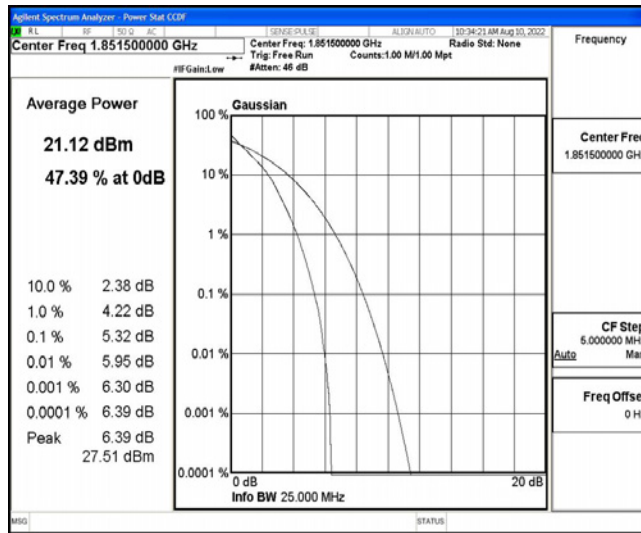 Agilent Spectrum Analyzer - Power Stat CCDF
RL RF 50 Ω AC SENSE:PULSE ALIGN AUTO 10:34:21 AM Aug 10, 2022
Center Freq 1.851500000 GHz
Center Freq: 1.851500000 GHz Radio Std: None
Trig: Free Run Counts:1.00 M/1.00 Mpt
#IFGain:Low #Atten: 46 dB
Frequency
Average Power
21.12 dBm
47.39 % at 0dB
10.0 % 2.38 dB
1.0 % 4.22 dB
0.1 % 5.32 dB
0.01 % 5.95 dB
0.001 % 6.30 dB
0.0001 % 6.39 dB
Peak 6.39 dB
27.51 dBm
Gaussian
100 %
10 %
1 %
0.1 %
0.01 %
0.001 %
0.0001 %
0 dB 20 dB
Info BW 25.000 MHz
Center Fre
1.851500000 GH
CF Step
5.000000 MH
Auto Ma
Freq Offse
0 H
MSG STATUS